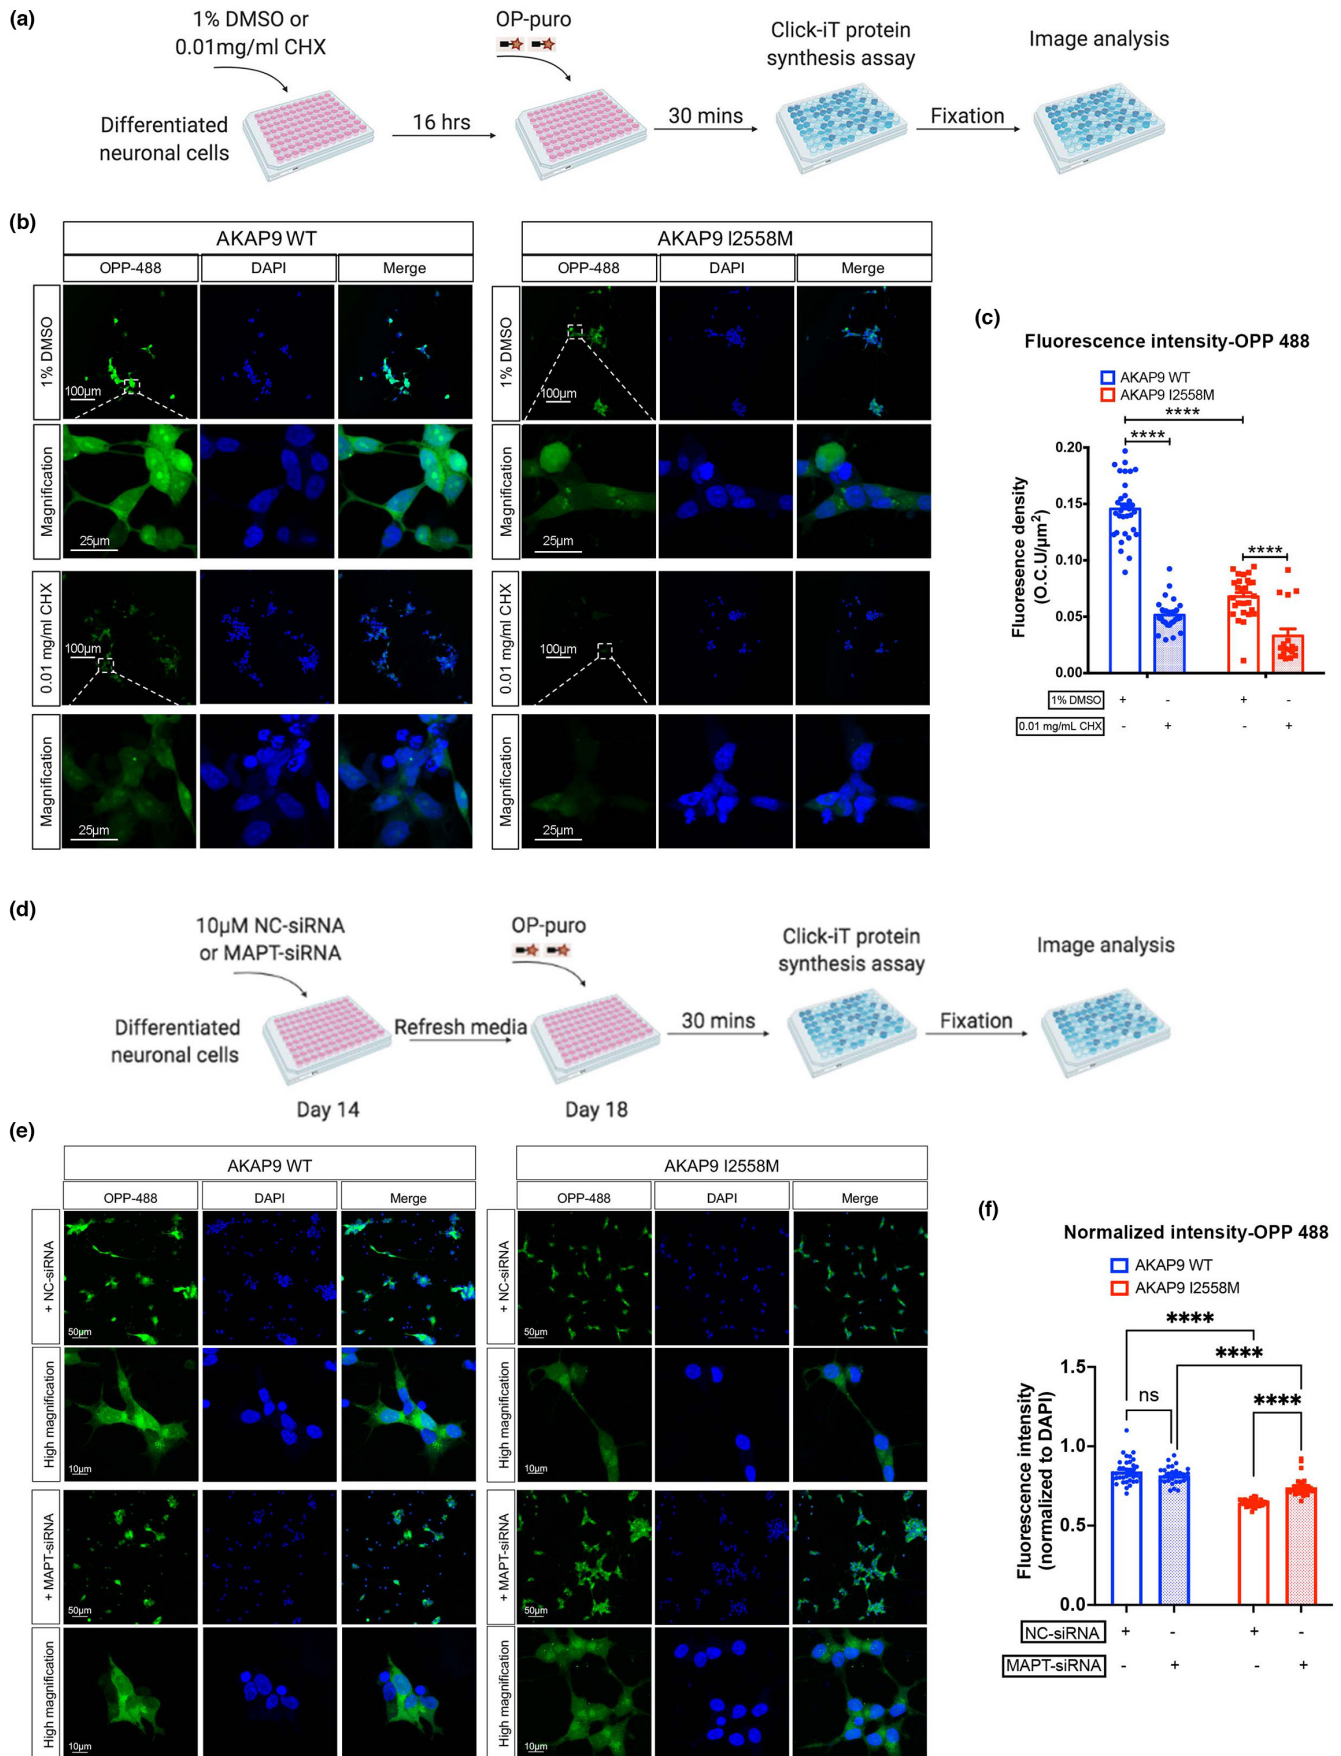 (a)
1% DMSO or
0.01mg/ml CHX
OP-puro
Click-iT protein
synthesis assay
Image analysis
Differentiated
neuronal cells
16 hrs
30 mins
Fixation
(b)
AKAP9 WT
AKAP9 I2558M
OPP-488
DAPI
Merge
OPP-488
DAPI
Merge
1% DMSO
100µm
1% DMSO
100µm
Magnification
25µm
Magnification
25µm
0.01 mg/ml CHX
100µm
0.01 mg/ml CHX
100µm
Magnification
25µm
Magnification
25µm
(c)
Fluorescence intensity-OPP 488
AKAP9 WT
AKAP9 I2558M
****
****
****
Fluoresence density
(O.C.U/µm²)
0.20
0.15
0.10
0.05
0.00
1% DMSO + - + -
0.01 mg/mL CHX - + - +
(d)
10µM NC-siRNA
or MAPT-siRNA
OP-puro
Click-iT protein
synthesis assay
Image analysis
Differentiated
neuronal cells
Refresh media
30 mins
Fixation
Day 14
Day 18
(e)
AKAP9 WT
AKAP9 I2558M
OPP-488
DAPI
Merge
OPP-488
DAPI
Merge
+ NC-siRNA
50µm
+ NC-siRNA
50µm
High magnification
10µm
High magnification
10µm
+ MAPT-siRNA
50µm
+ MAPT-siRNA
50µm
High magnification
10µm
High magnification
10µm
(f)
Normalized intensity-OPP 488
AKAP9 WT
AKAP9 I2558M
****
****
ns
****
Fluorescence intensity
(normalized to DAPI)
1.5
1.0
0.5
0.0
NC-siRNA + - + -
MAPT-siRNA - + - +